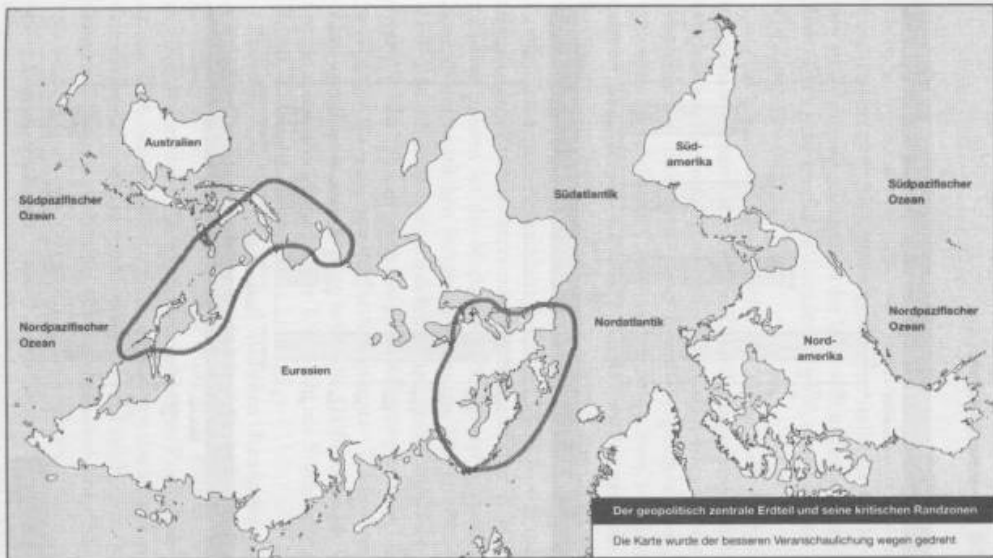 Australien
Süd-
amerika
Südpazifischer
Ozean
Südatlantik
Südpazifischer
Ozean
Nordpazifischer
Ozean
Nordatlantik
Nordpazifischer
Ozean
Eurasien
Nord-
amerika
Der geopolitisch zentrale Erdteil und seine kritischen Randzonen
Die Karte wurde der besseren Veranschaulichung wegen gedreht